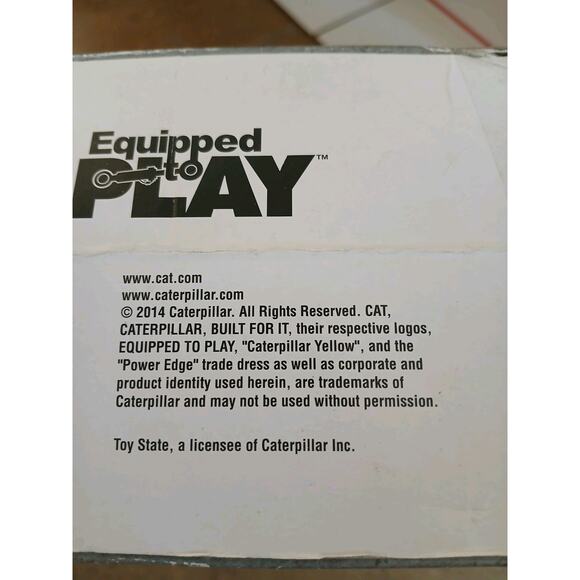 Equipped
to
PLAY™
www.cat.com
www.caterpillar.com
© 2014 Caterpillar. All Rights Reserved. CAT,
CATERPILLAR, BUILT FOR IT, their respective logos,
EQUIPPED TO PLAY, "Caterpillar Yellow", and the
"Power Edge" trade dress as well as corporate and
product identity used herein, are trademarks of
Caterpillar and may not be used without permission.
Toy State, a licensee of Caterpillar Inc.